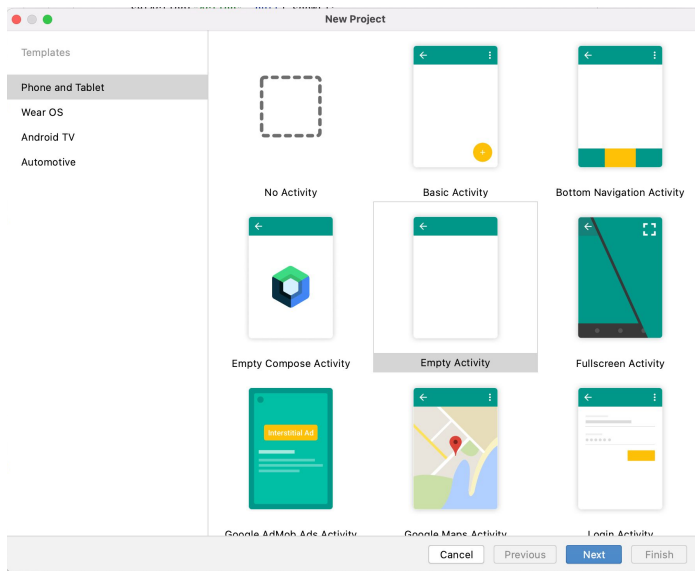 New Project
Templates
Phone and Tablet
Wear OS
Android TV
Automotive
No Activity
Basic Activity
Bottom Navigation Activity
Empty Compose Activity
Empty Activity
Fullscreen Activity
Interstitial Ad
Google AdMob Ads Activity
Google Maps Activity
Login Activity
Cancel
Previous
Next
Finish